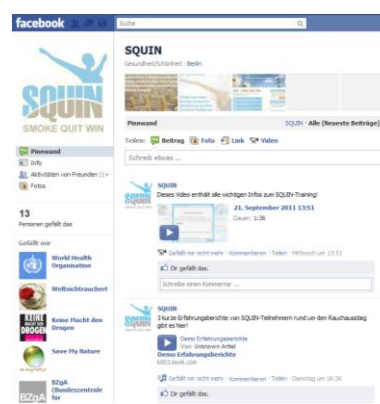 facebook
Suche
SQUIN
SMOKE QUIT WIN
Pinnwand
Info
Aktivitäten von Freunden (1+
Fotos
13
Personen gefällt das
Gefällt mir
World Health
Organisation
Weltnichtraucher
KEINE
MACHT DEN
DROGEN
Keine Macht den
Drogen
Save My Nature
BZgA
BZgA
(Bundeszentrale
für
SQUIN
Gesundheit/Schönheit · Berlin
Pinnwand
SQUIN · Alle (Neueste Beiträge)
Teilen: Beitrag Foto Link Video
Schreib etwas ...
SQUIN
Dieses Video enthält alle wichtigen Infos zum SQUIN-Training!
21. September 2011 13:51
Dauer: 1:36
Gefällt mir nicht mehr · Kommentieren · Teilen · Mittwoch um 13:51
Dir gefällt das.
Schreibe einen Kommentar ...
SQUIN
3 kurze Erfahrungsberichte von SQUIN-Teilnehmern rund um den Rauchausstieg
gibt es hier!
Demo Erfahrungsberichte
Von: Unknown Artist
Demo Erfahrungsberichte
Gefällt mir nicht mehr · Kommentieren · Teilen · Dienstag um 16:36
Dir gefällt das.